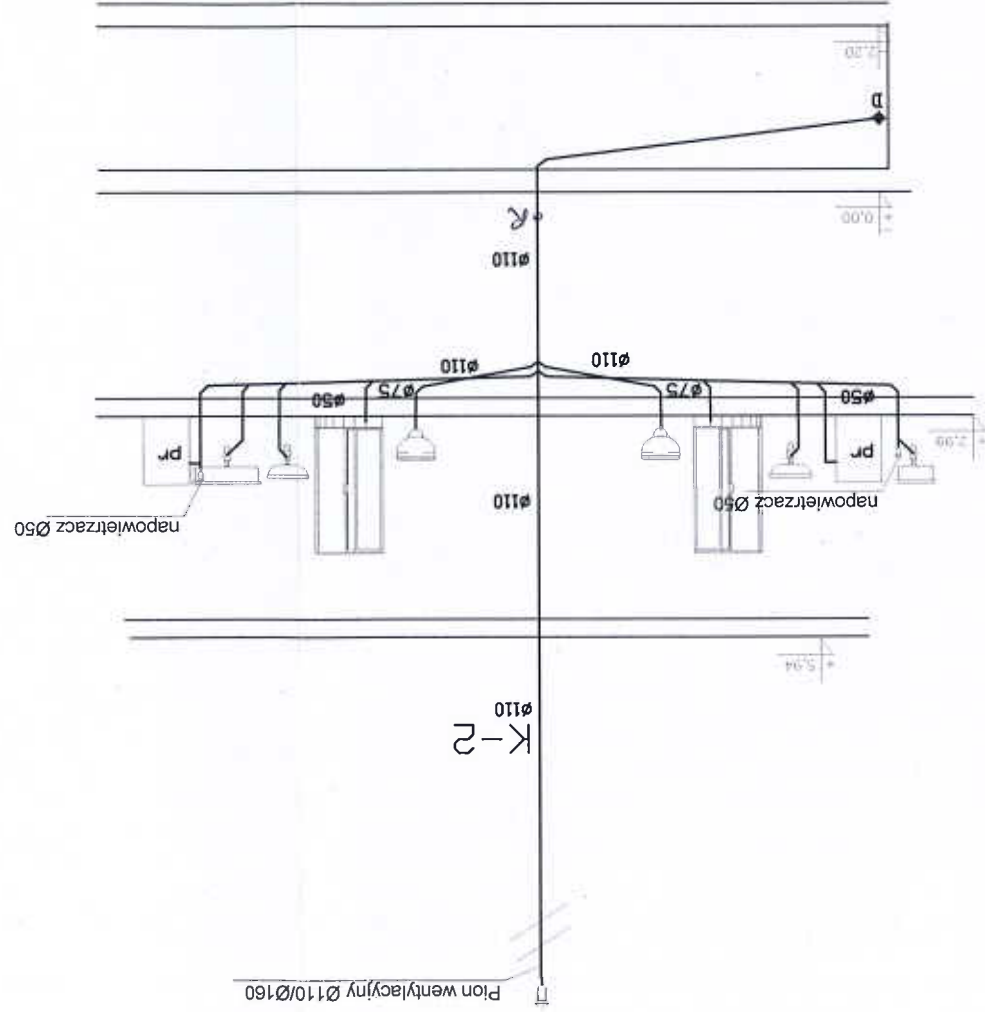 Pion wentylacyjny Ø110/Ø160
K-2
Ø110
+ 5,94
napowietrzacz Ø50
Ø110
napowietrzacz Ø50
+ 2,99
pr
pr
Ø50
Ø75
Ø75
Ø50
Ø110
Ø110
Ø110
R
± 0,00
D
- 2,20